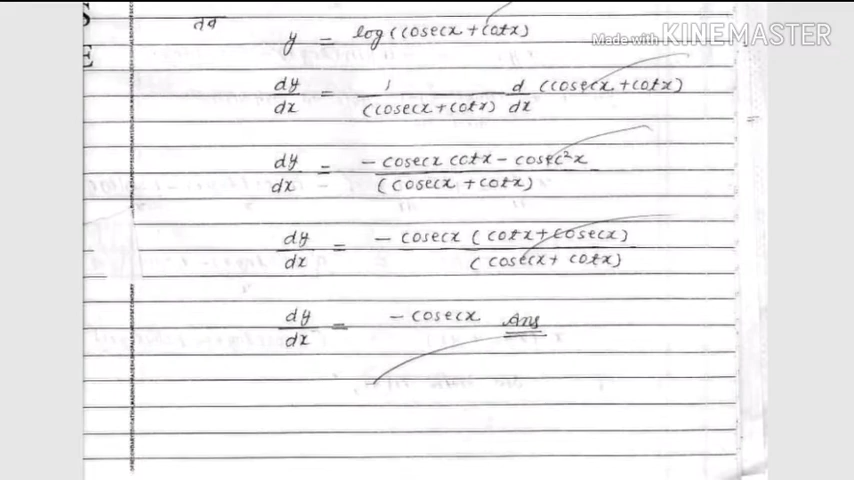 S
E
y = log(cosecx + cotx)
Made with KINEMASTER
dy/dx = 1/(cosecx + cotx) d/dx (cosecx + cotx)
dy/dx = -cosecx cotx - cosec²x/(cosecx + cotx)
dy/dx = -cosecx (cotx + cosecx)/(cosecx + cotx)
dy/dx = -cosecx Ans